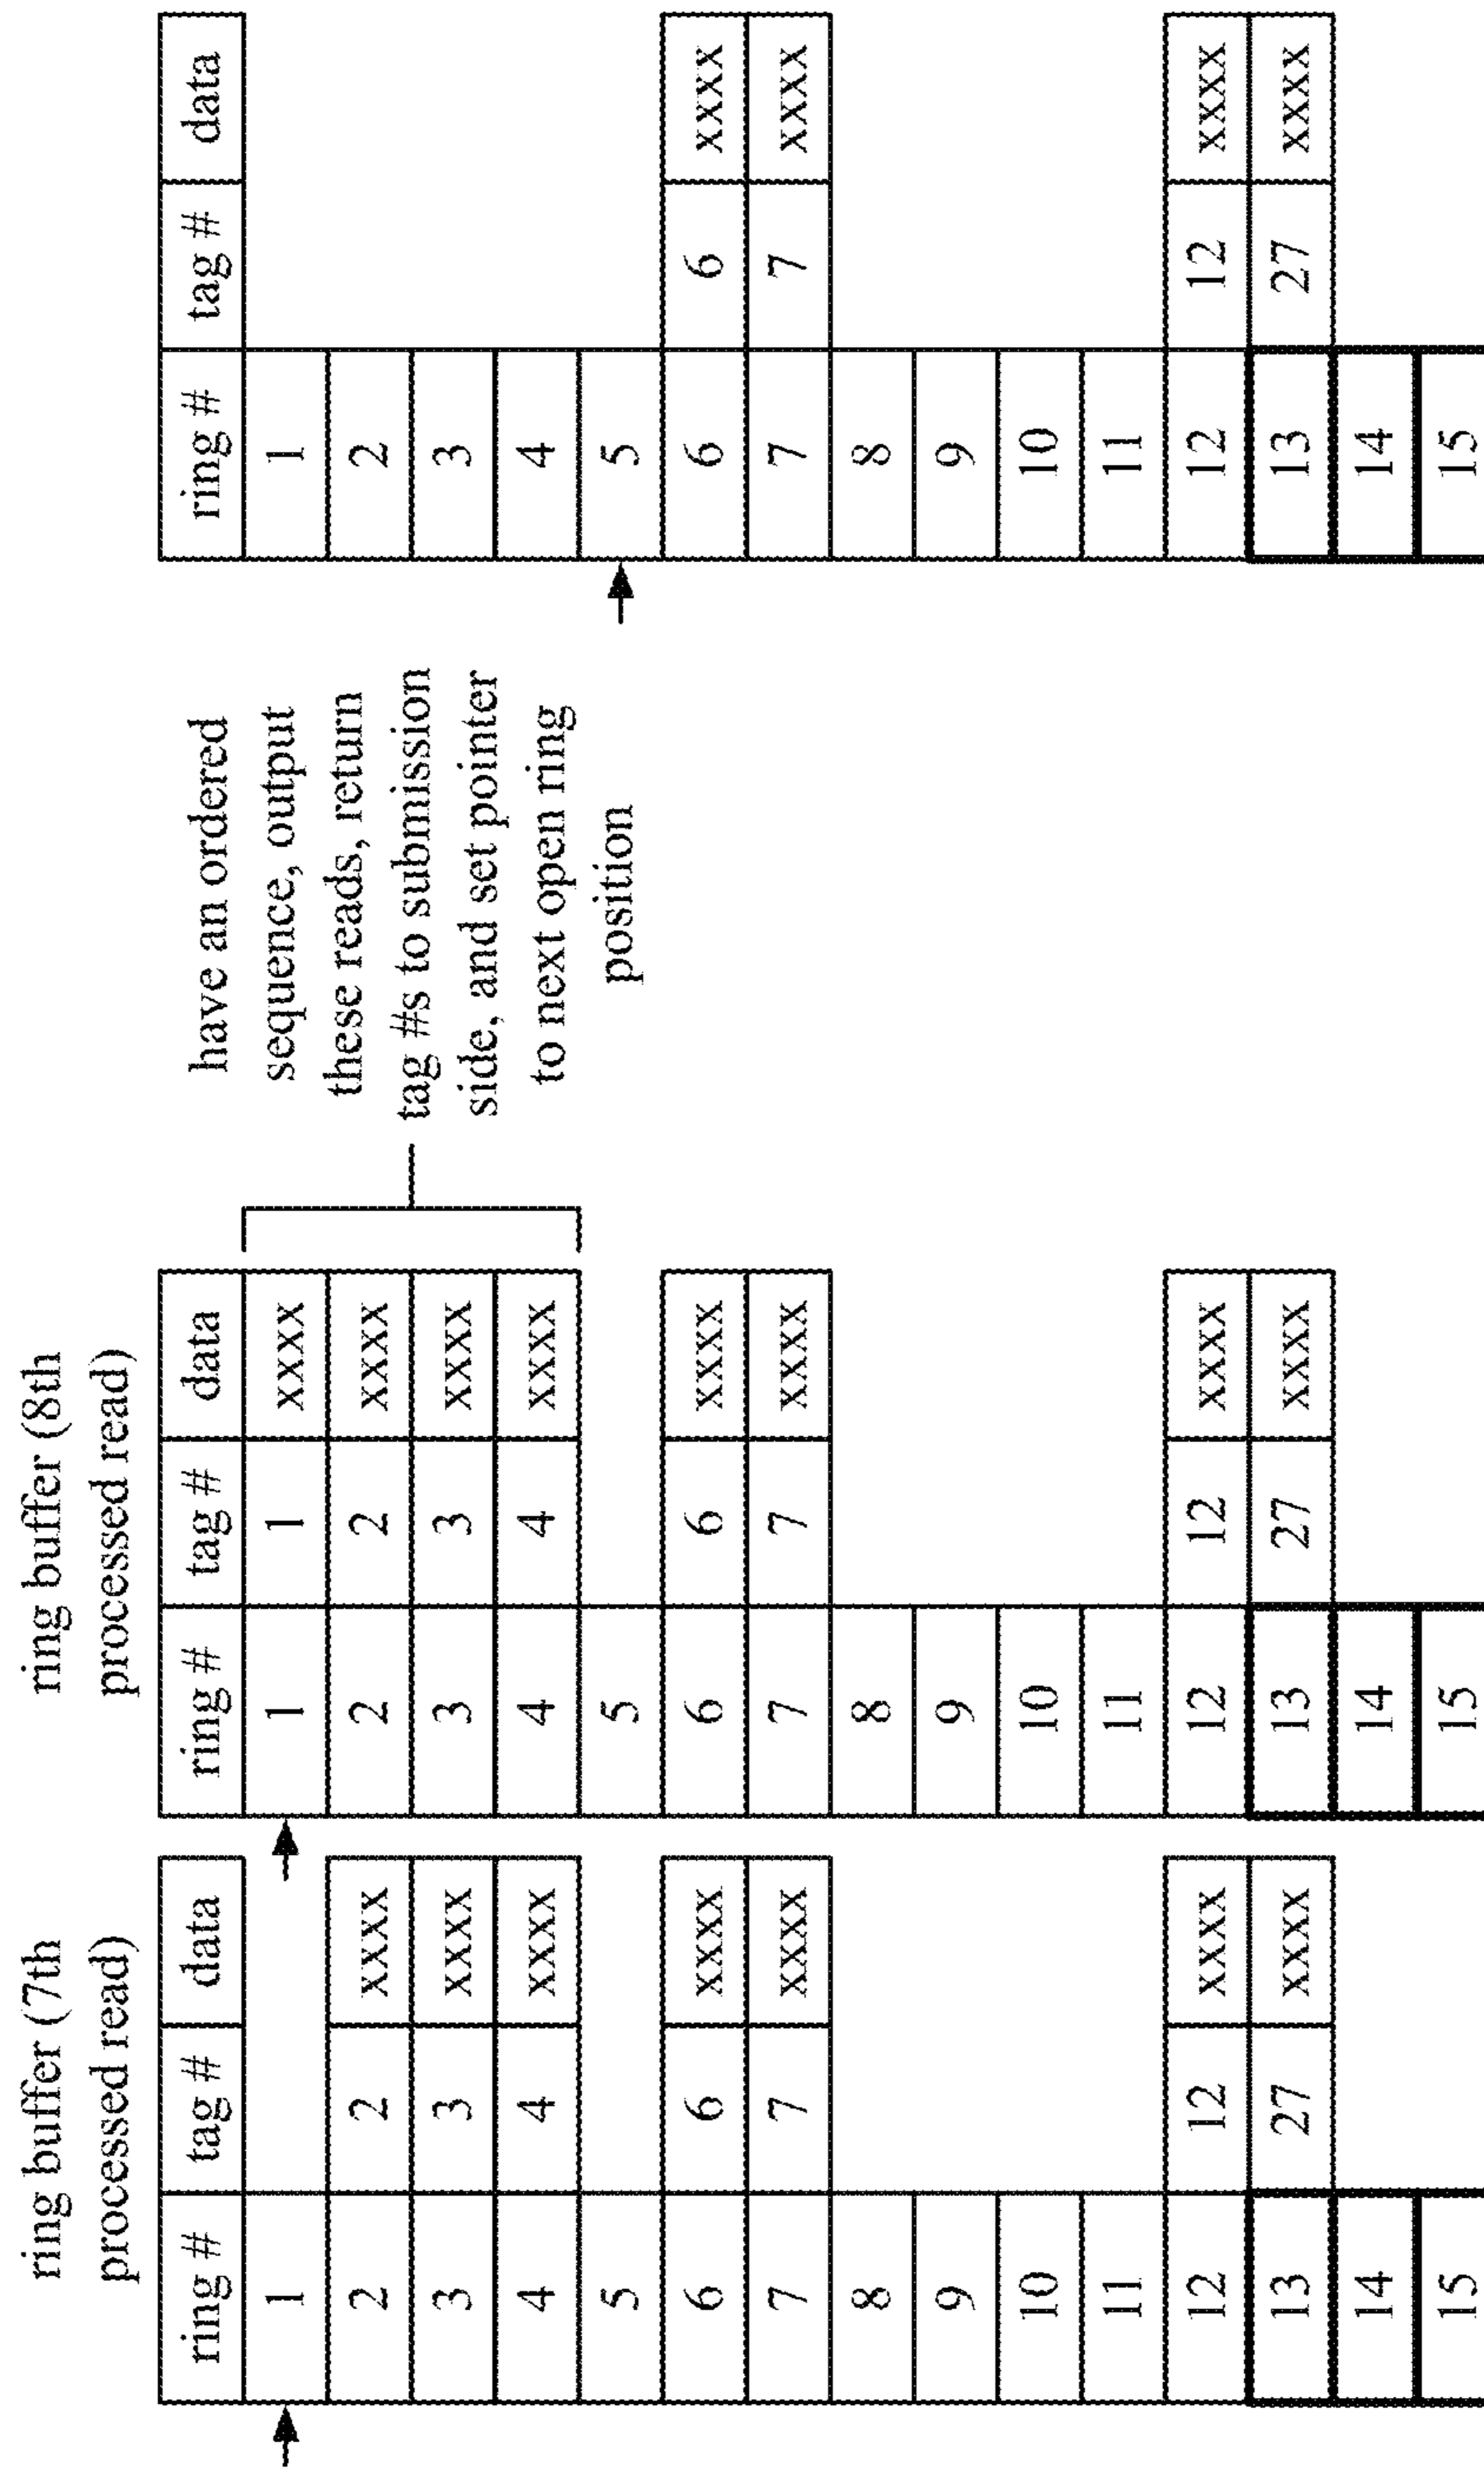 ring buffer (7th
processed read)
ring # tag # data
1
2 2 xxxx
3 3 xxxx
4 4 xxxx
5
6 6 xxxx
7 7 xxxx
8
9
10
11
12 12 xxxx
13 27 xxxx
14
15
ring buffer (8th
processed read)
ring # tag # data
1 1 xxxx
2 2 xxxx
3 3 xxxx
4 4 xxxx
5
6 6 xxxx
7 7 xxxx
8
9
10
11
12 12 xxxx
13 27 xxxx
14
15
have an ordered
sequence, output
these reads, return
tag #s to submission
side, and set pointer
to next open ring
position
ring # tag # data
1
2
3
4
5
6 6 xxxx
7 7 xxxx
8
9
10
11
12 12 xxxx
13 27 xxxx
14
15